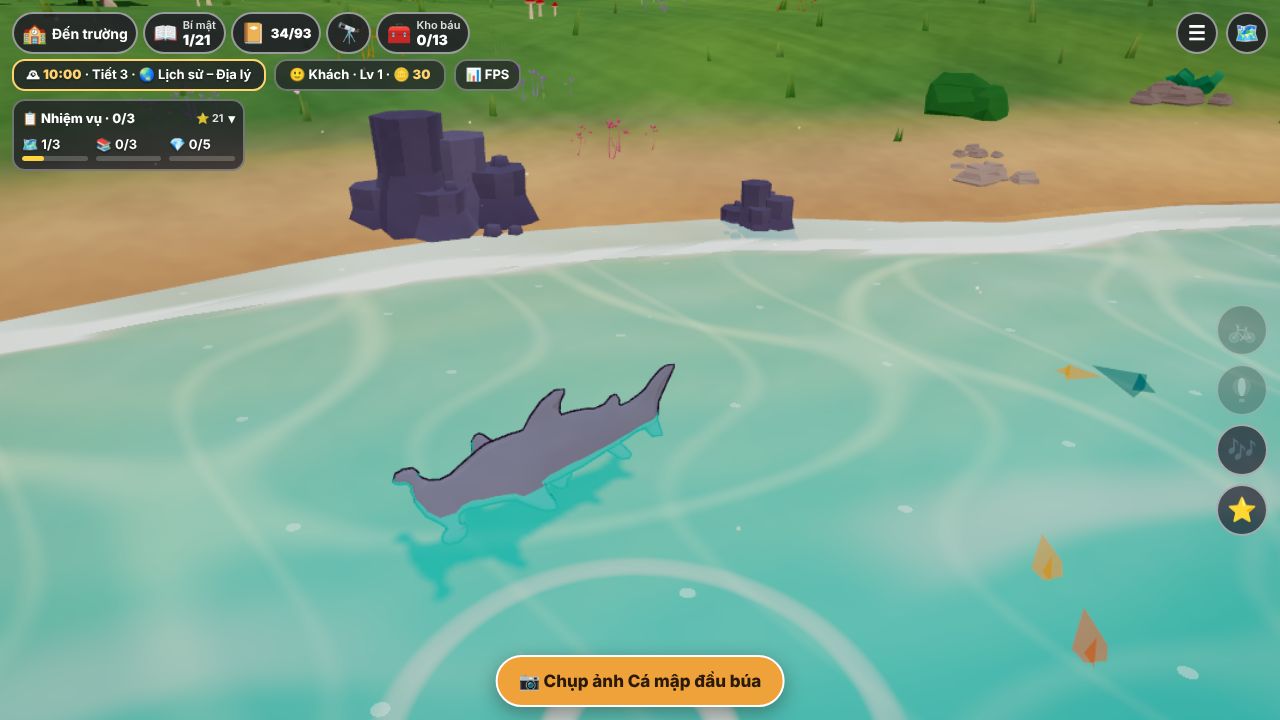 Đến trường
Bí mật
1/21
34/93
Kho báu
0/13
10:00 · Tiết 3 · Lịch sử – Địa lý
Khách · Lv 1 · 30
FPS
Nhiệm vụ · 0/3
21 ▾
1/3
0/3
0/5
Chụp ảnh Cá mập đầu búa